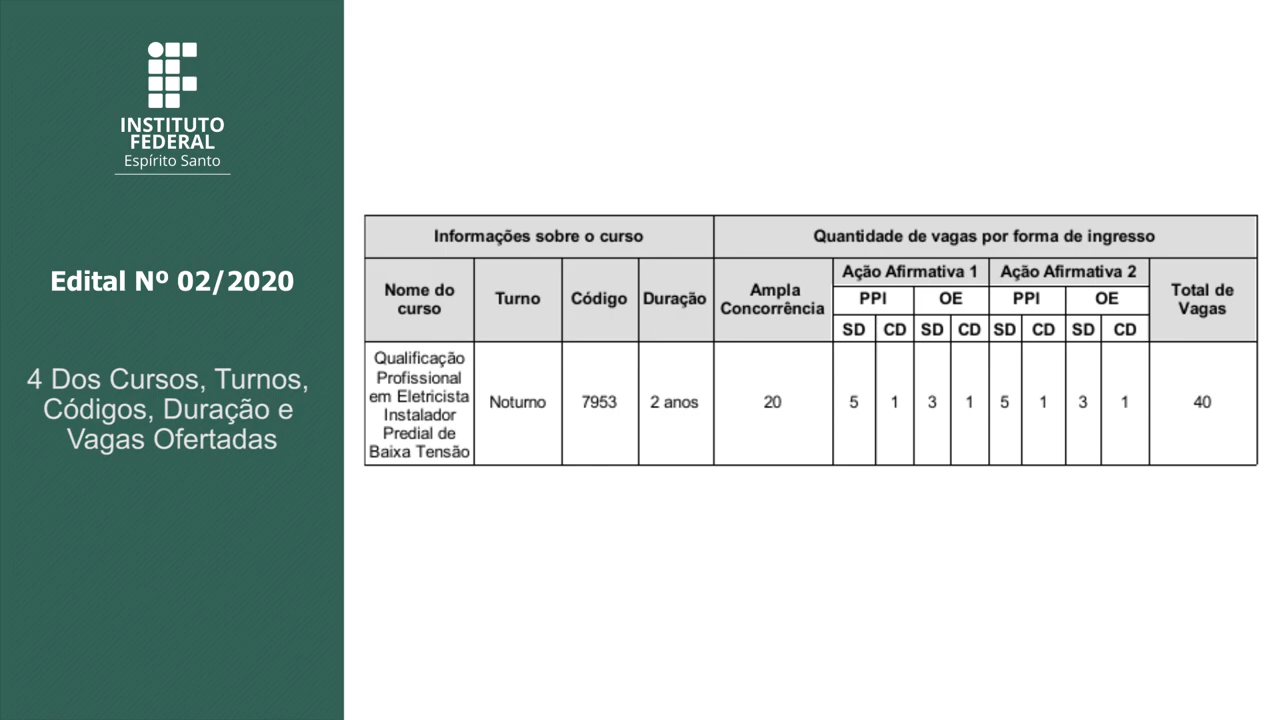 INSTITUTO
FEDERAL
Espírito Santo
Edital Nº 02/2020
4 Dos Cursos, Turnos,
Códigos, Duração e
Vagas Ofertadas
Informações sobre o curso
Quantidade de vagas por forma de ingresso
Nome do
curso
Turno
Código
Duração
Ampla
Concorrência
Ação Afirmativa 1
Ação Afirmativa 2
Total de
Vagas
PPI OE PPI OE
SD CD SD CD SD CD SD CD
Qualificação
Profissional
em Eletricista
Instalador
Predial de
Baixa Tensão
Noturno 7953 2 anos 20 5 1 3 1 5 1 3 1 40